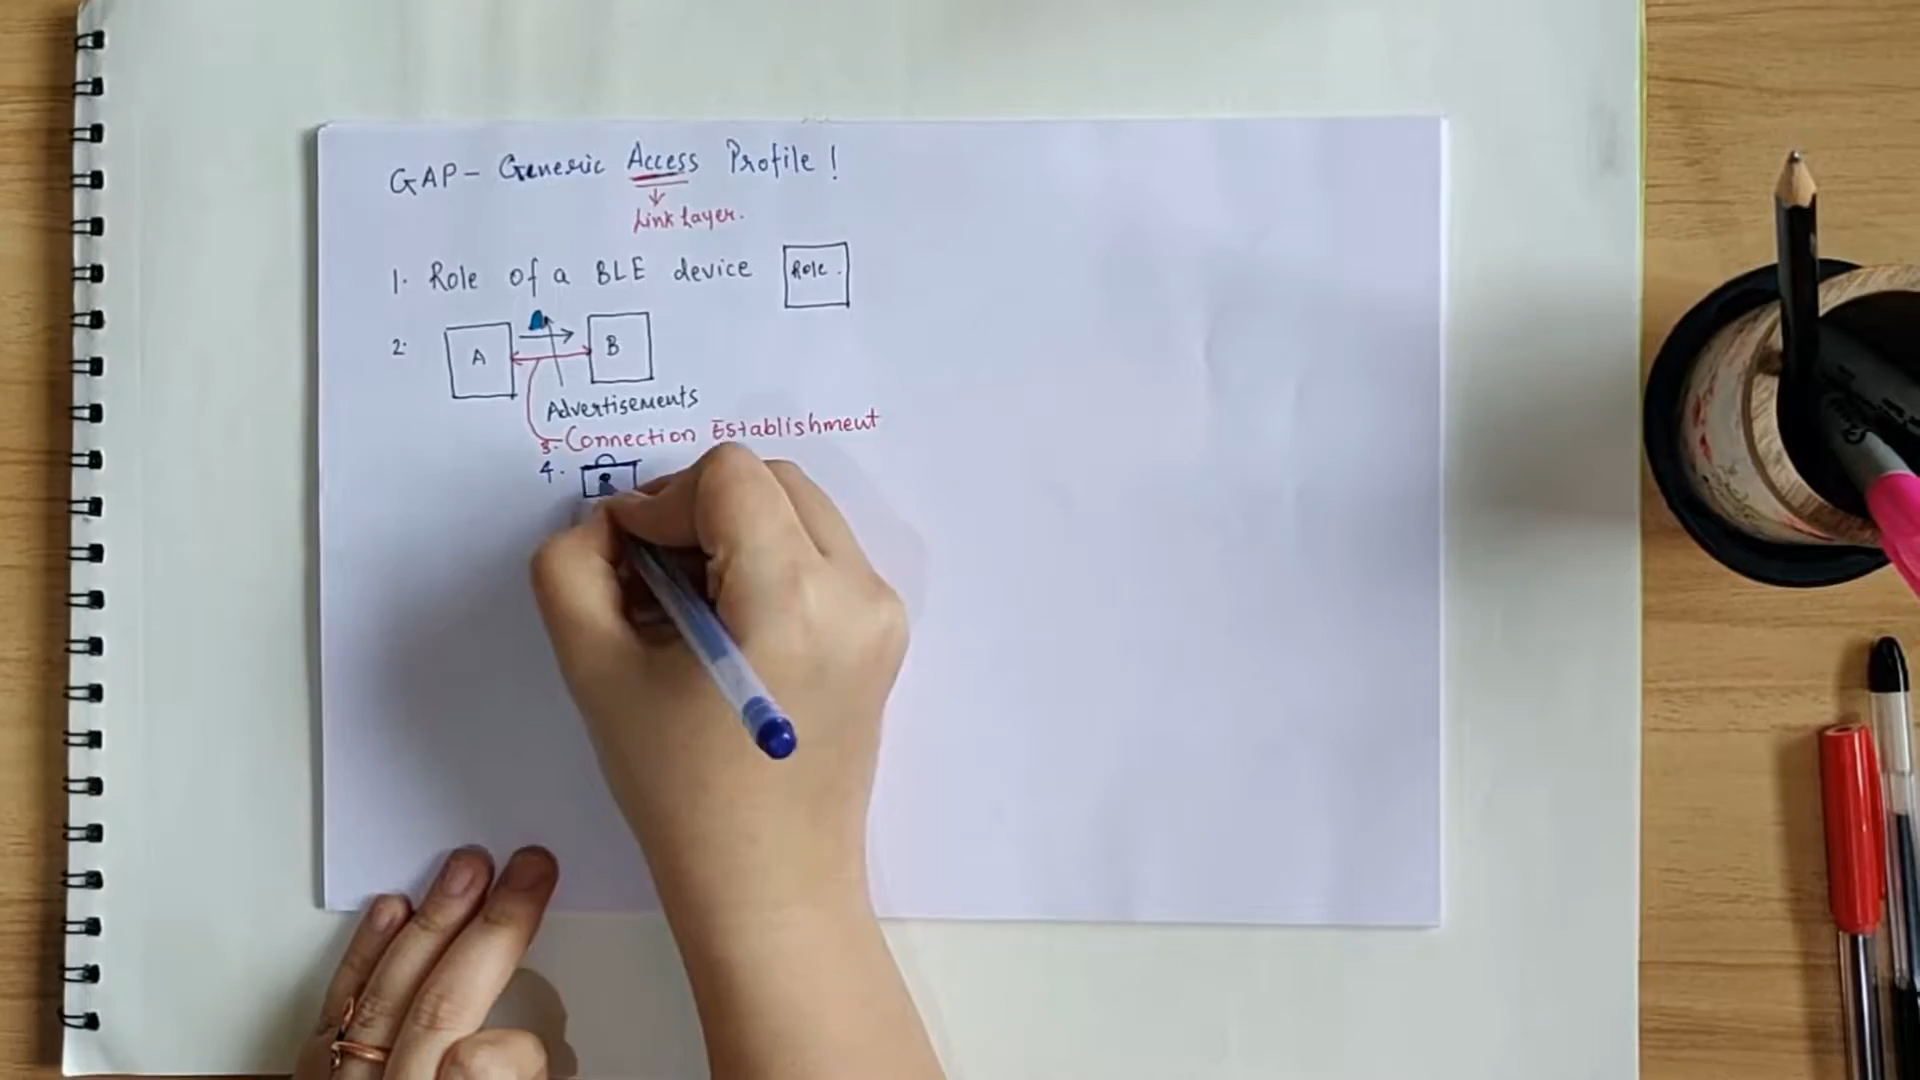 GAP - Generic Access Profile !
Link Layer.
1. Role of a BLE device
Role.
2.
A
B
Advertisements
3. Connection Establishment
4.